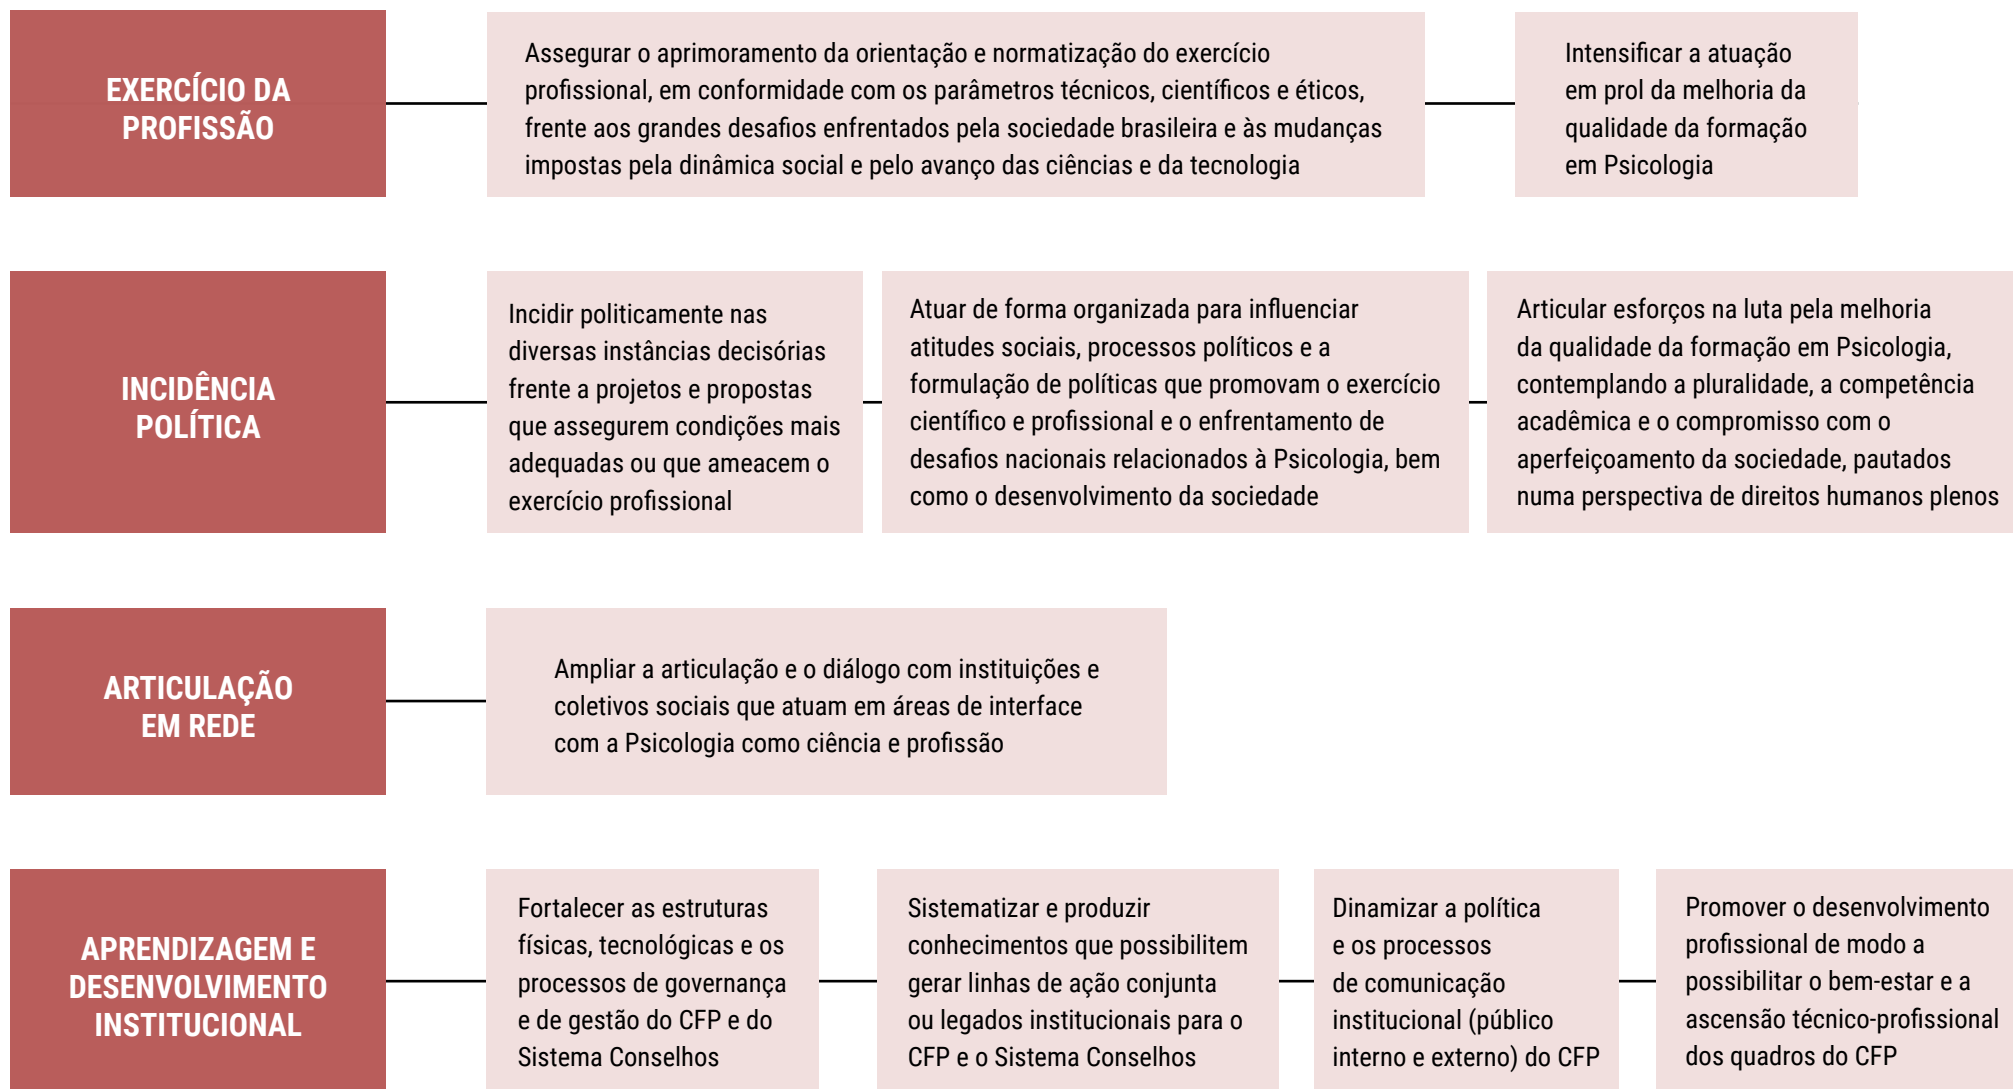 EXERCÍCIO DA
PROFISSÃO
Assegurar o aprimoramento da orientação e normatização do exercício
profissional, em conformidade com os parâmetros técnicos, científicos e éticos,
frente aos grandes desafios enfrentados pela sociedade brasileira e às mudanças
impostas pela dinâmica social e pelo avanço das ciências e da tecnologia
Intensificar a atuação
em prol da melhoria da
qualidade da formação
em Psicologia
INCIDÊNCIA
POLÍTICA
Incidir politicamente nas
diversas instâncias decisórias
frente a projetos e propostas
que assegurem condições mais
adequadas ou que ameacem o
exercício profissional
Atuar de forma organizada para influenciar
atitudes sociais, processos políticos e a
formulação de políticas que promovam o exercício
científico e profissional e o enfrentamento de
desafios nacionais relacionados à Psicologia, bem
como o desenvolvimento da sociedade
Articular esforços na luta pela melhoria
da qualidade da formação em Psicologia,
contemplando a pluralidade, a competência
acadêmica e o compromisso com o
aperfeiçoamento da sociedade, pautados
numa perspectiva de direitos humanos plenos
ARTICULAÇÃO
EM REDE
Ampliar a articulação e o diálogo com instituições e
coletivos sociais que atuam em áreas de interface
com a Psicologia como ciência e profissão
APRENDIZAGEM E
DESENVOLVIMENTO
INSTITUCIONAL
Fortalecer as estruturas
físicas, tecnológicas e os
processos de governança
e de gestão do CFP e do
Sistema Conselhos
Sistematizar e produzir
conhecimentos que possibilitem
gerar linhas de ação conjunta
ou legados institucionais para o
CFP e o Sistema Conselhos
Dinamizar a política
e os processos
de comunicação
institucional (público
interno e externo) do CFP
Promover o desenvolvimento
profissional de modo a
possibilitar o bem-estar e a
ascensão técnico-profissional
dos quadros do CFP